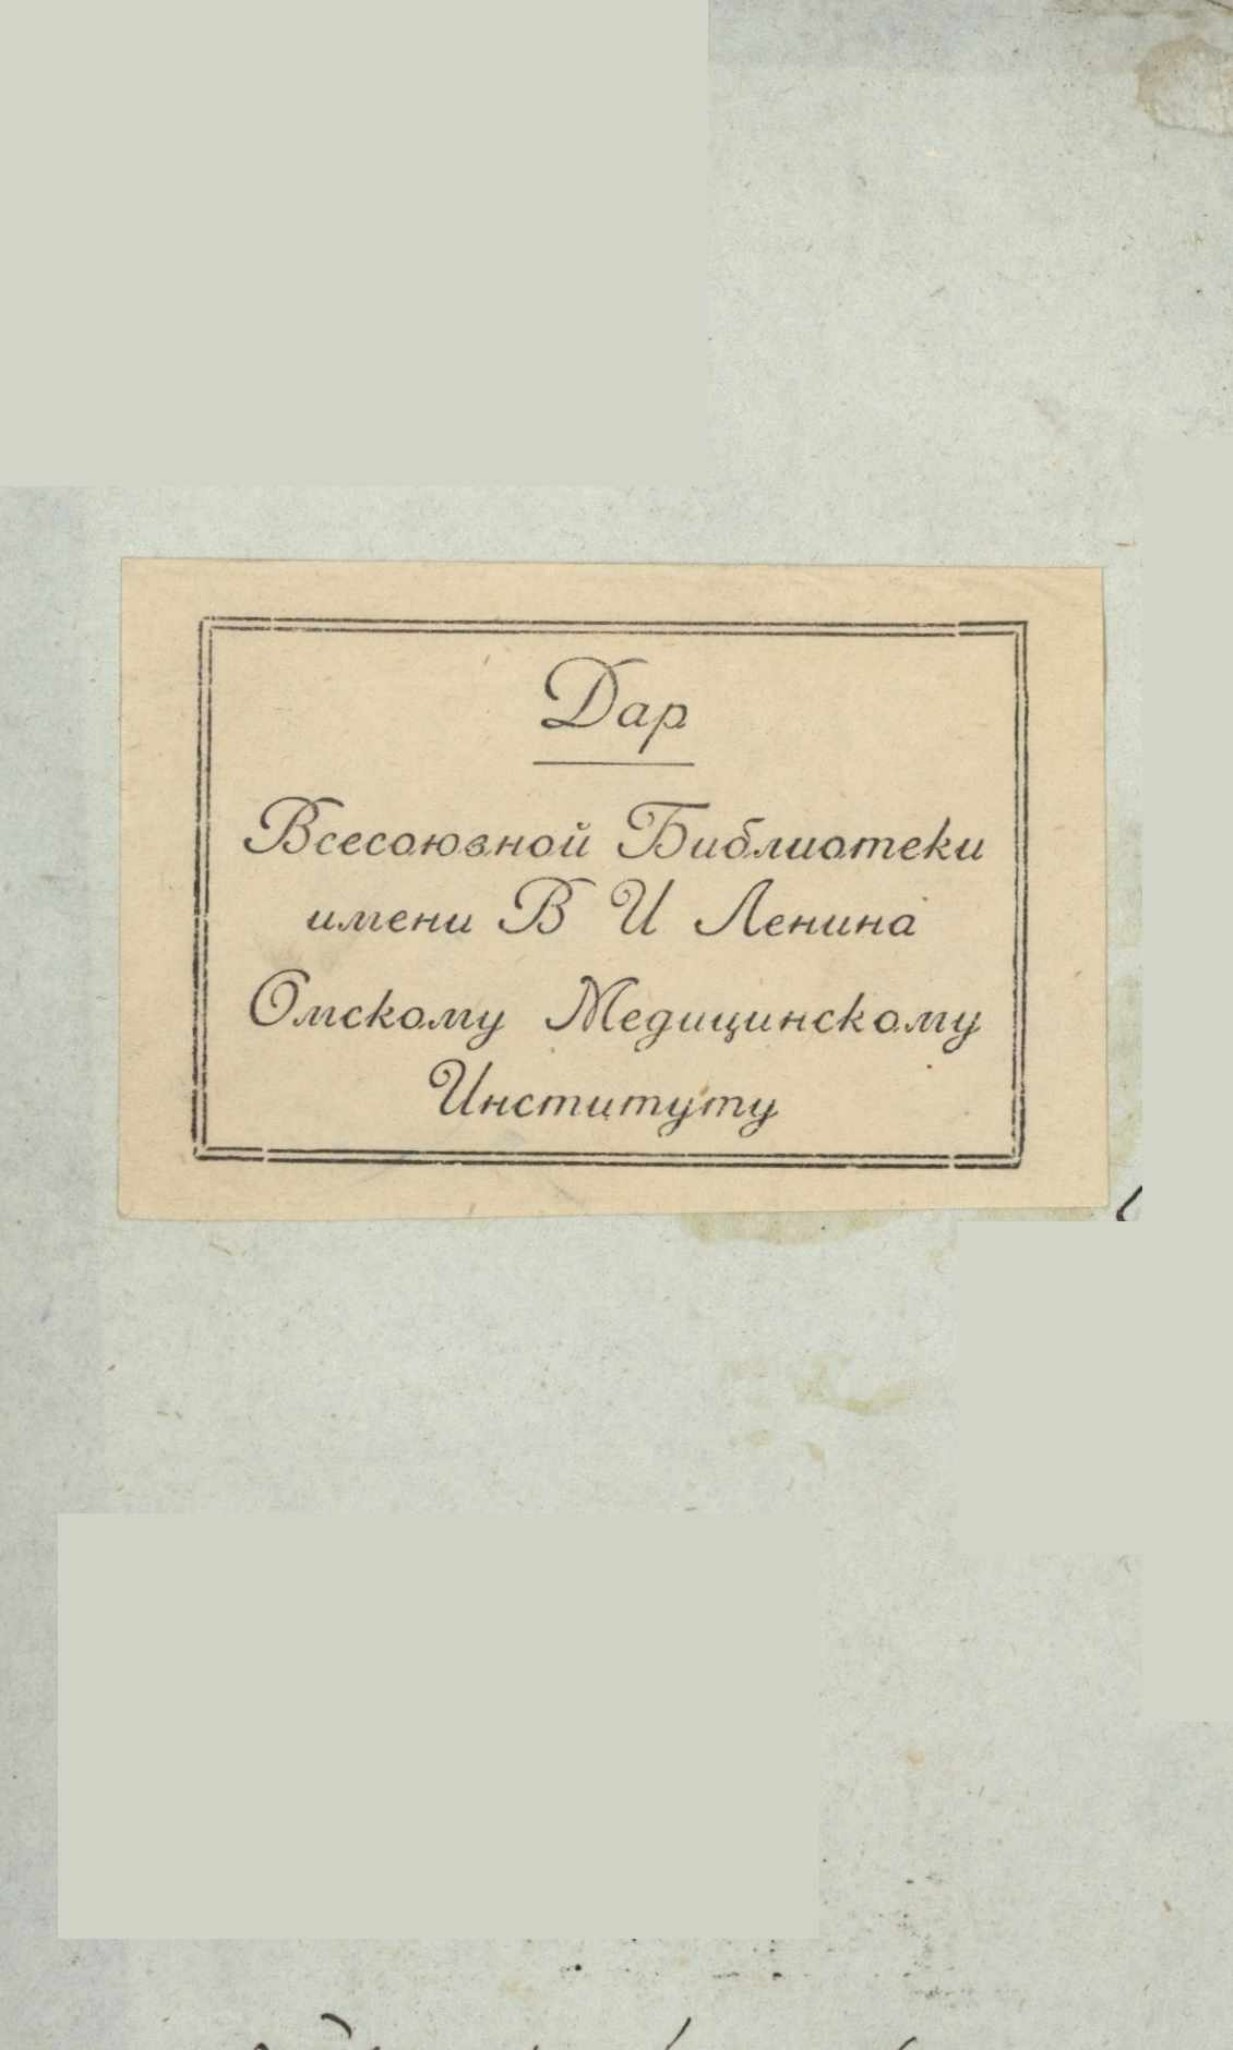 Дар
Всесоюзной Библиотеки
имени В И Ленина
Омскому Медицинскому
Институту